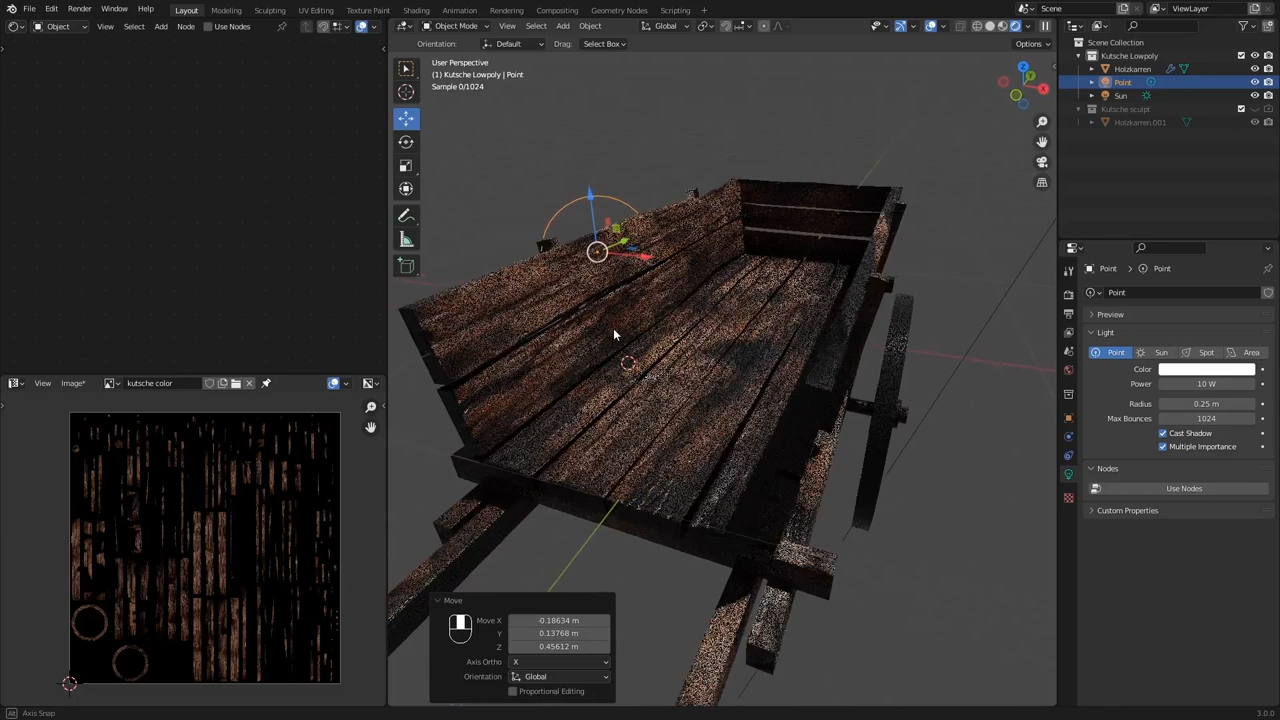 File Edit Render Window Help Layout Modeling Sculpting UV Editing Texture Paint Shading Animation Rendering Compositing Geometry Nodes Scripting + Scene ViewLayer
Object View Select Add Node Use Nodes
Object Mode View Select Add Object Global
Orientation: Default Drag: Select Box Options
User Perspective
(1) Kutsche Lowpoly | Point
Sample 0/1024
Z
Y
X
Scene Collection
Kutsche Lowpoly
Holzkarren
Point
Sun
Kutsche sculpt
Holzkarren.001
Point Point
Point
Preview
Light
Point Sun Spot Area
Color
Power 10 W
Radius 0.25 m
Max Bounces 1024
Cast Shadow
Multiple Importance
Nodes
Use Nodes
Custom Properties
View Image* kutsche color
Move
Move X -0.18634 m
Y 0.13768 m
Z 0.45612 m
Axis Ortho X
Orientation Global
Proportional Editing
Alt Axis Snap
3.0.0